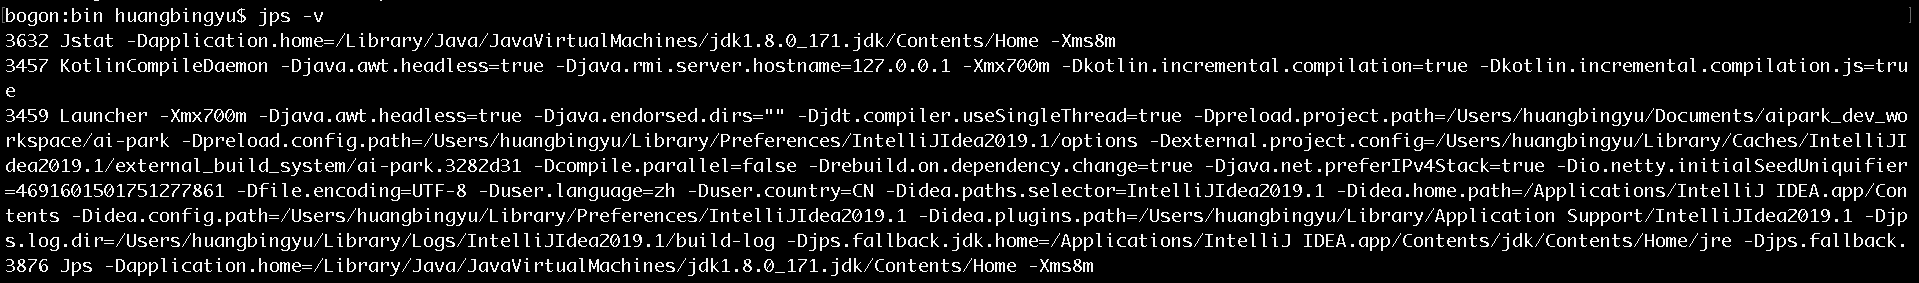 [bogon:bin huangbingyu$ jps -v ]
3632 Jstat -Dapplication.home=/Library/Java/JavaVirtualMachines/jdk1.8.0_171.jdk/Contents/Home -Xms8m
3457 KotlinCompileDaemon -Djava.awt.headless=true -Djava.rmi.server.hostname=127.0.0.1 -Xmx700m -Dkotlin.incremental.compilation=true -Dkotlin.incremental.compilation.js=tru
e
3459 Launcher -Xmx700m -Djava.awt.headless=true -Djava.endorsed.dirs="" -Djdt.compiler.useSingleThread=true -Dpreload.project.path=/Users/huangbingyu/Documents/aipark_dev_wo
rkspace/ai-park -Dpreload.config.path=/Users/huangbingyu/Library/Preferences/IntelliJIdea2019.1/options -Dexternal.project.config=/Users/huangbingyu/Library/Caches/IntelliJI
dea2019.1/external_build_system/ai-park.3282d31 -Dcompile.parallel=false -Drebuild.on.dependency.change=true -Djava.net.preferIPv4Stack=true -Dio.netty.initialSeedUniquifier
=4691601501751277861 -Dfile.encoding=UTF-8 -Duser.language=zh -Duser.country=CN -Didea.paths.selector=IntelliJIdea2019.1 -Didea.home.path=/Applications/IntelliJ IDEA.app/Con
tents -Didea.config.path=/Users/huangbingyu/Library/Preferences/IntelliJIdea2019.1 -Didea.plugins.path=/Users/huangbingyu/Library/Application Support/IntelliJIdea2019.1 -Djp
s.log.dir=/Users/huangbingyu/Library/Logs/IntelliJIdea2019.1/build-log -Djps.fallback.jdk.home=/Applications/IntelliJ IDEA.app/Contents/jdk/Contents/Home/jre -Djps.fallback.
3876 Jps -Dapplication.home=/Library/Java/JavaVirtualMachines/jdk1.8.0_171.jdk/Contents/Home -Xms8m